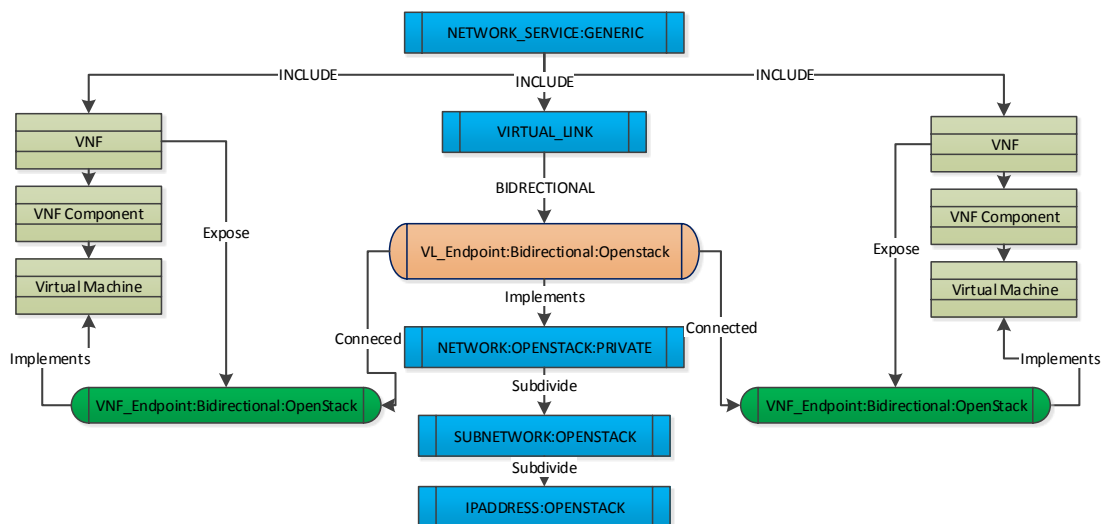 NETWORK_SERVICE:GENERIC
INCLUDE
INCLUDE
INCLUDE
VNF
VIRTUAL_LINK
VNF
BIDRECTIONAL
VNF Component
VNF Component
Expose
Expose
VL_Endpoint:Bidirectional:Openstack
Virtual Machine
Virtual Machine
Implements
Conneced
Connected
NETWORK:OPENSTACK:PRIVATE
Implements
Implements
Subdivide
VNF_Endpoint:Bidirectional:OpenStack
VNF_Endpoint:Bidirectional:OpenStack
SUBNETWORK:OPENSTACK
Subdivide
IPADDRESS:OPENSTACK